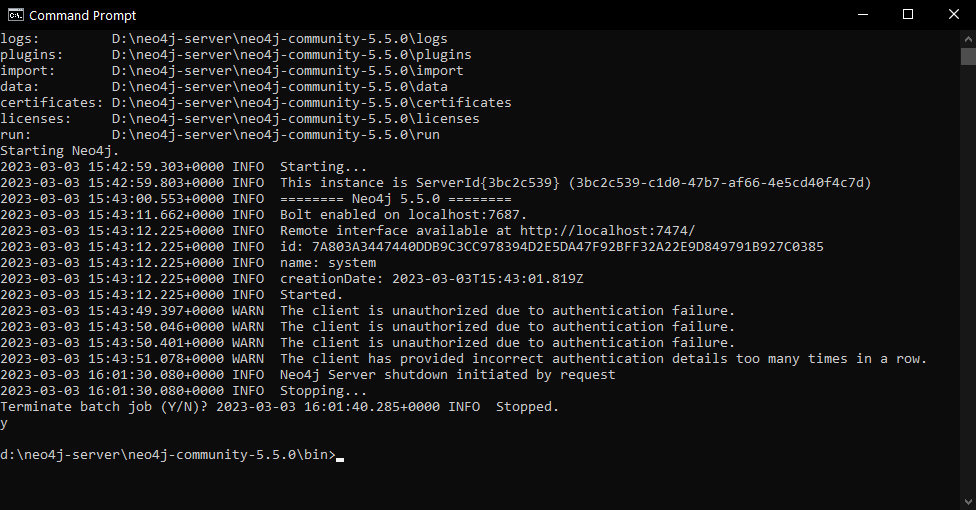 Command Prompt
logs:         D:\neo4j-server\neo4j-community-5.5.0\logs
plugins:      D:\neo4j-server\neo4j-community-5.5.0\plugins
import:       D:\neo4j-server\neo4j-community-5.5.0\import
data:         D:\neo4j-server\neo4j-community-5.5.0\data
certificates: D:\neo4j-server\neo4j-community-5.5.0\certificates
licenses:     D:\neo4j-server\neo4j-community-5.5.0\licenses
run:          D:\neo4j-server\neo4j-community-5.5.0\run
Starting Neo4j.
2023-03-03 15:42:59.303+0000 INFO  Starting...
2023-03-03 15:42:59.803+0000 INFO  This instance is ServerId{3bc2c539} (3bc2c539-c1d0-47b7-af66-4e5cd40f4c7d)
2023-03-03 15:43:00.553+0000 INFO  ======== Neo4j 5.5.0 ========
2023-03-03 15:43:11.662+0000 INFO  Bolt enabled on localhost:7687.
2023-03-03 15:43:12.225+0000 INFO  Remote interface available at http://localhost:7474/
2023-03-03 15:43:12.225+0000 INFO  id: 7A803A3447440DDB9C3CC978394D2E5DA47F92BFF32A22E9D849791B927C0385
2023-03-03 15:43:12.225+0000 INFO  name: system
2023-03-03 15:43:12.225+0000 INFO  creationDate: 2023-03-03T15:43:01.819Z
2023-03-03 15:43:12.225+0000 INFO  Started.
2023-03-03 15:43:49.397+0000 WARN  The client is unauthorized due to authentication failure.
2023-03-03 15:43:50.046+0000 WARN  The client is unauthorized due to authentication failure.
2023-03-03 15:43:50.401+0000 WARN  The client is unauthorized due to authentication failure.
2023-03-03 15:43:51.078+0000 WARN  The client has provided incorrect authentication details too many times in a row.
2023-03-03 16:01:30.080+0000 INFO  Neo4j Server shutdown initiated by request
2023-03-03 16:01:30.080+0000 INFO  Stopping...
Terminate batch job (Y/N)? 2023-03-03 16:01:40.285+0000 INFO  Stopped.
y
d:\neo4j-server\neo4j-community-5.5.0\bin>